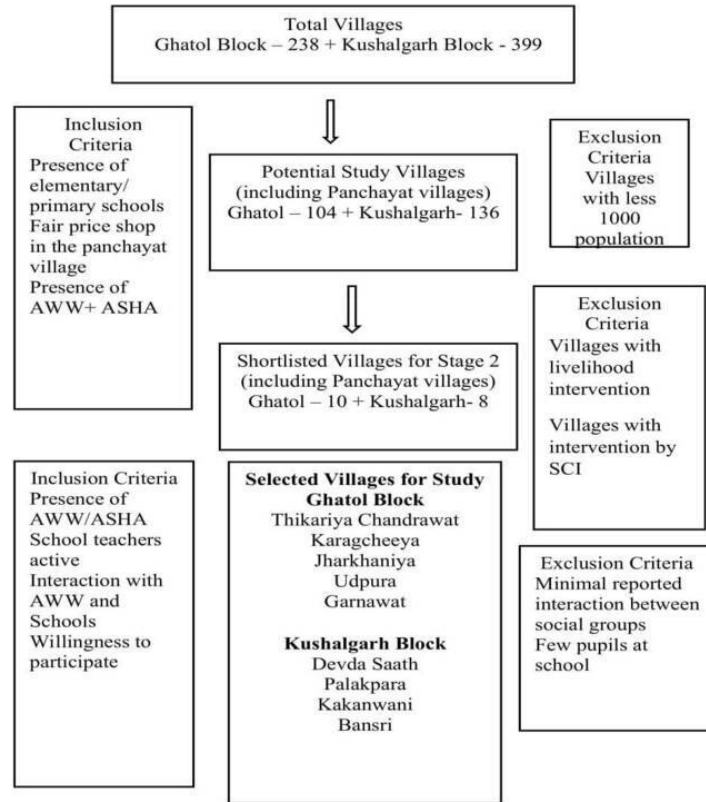 Total Villages
Ghatol Block – 238 + Kushalgarh Block - 399
Inclusion
Criteria
Presence of
elementary/
primary schools
Fair price shop
in the panchayat
village
Presence of
AWW+ ASHA
Potential Study Villages
(including Panchayat villages)
Ghatol – 104 + Kushalgarh- 136
Exclusion
Criteria
Villages
with less
1000
population
Shortlisted Villages for Stage 2
(including Panchayat villages)
Ghatol – 10 + Kushalgarh- 8
Exclusion
Criteria
Villages with
livelihood
intervention
Villages with
intervention by
SCI
Inclusion Criteria
Presence of
AWW/ASHA
School teachers
active
Interaction with
AWW and
Schools
Willingness to
participate
Selected Villages for Study
Ghatol Block
Thikariya Chandrawat
Karagcheeya
Jharkhaniya
Udpura
Garnawat
Kushalgarh Block
Devda Saath
Palakpara
Kakanwani
Bansri
Exclusion Criteria
Minimal reported
interaction between
social groups
Few pupils at
school